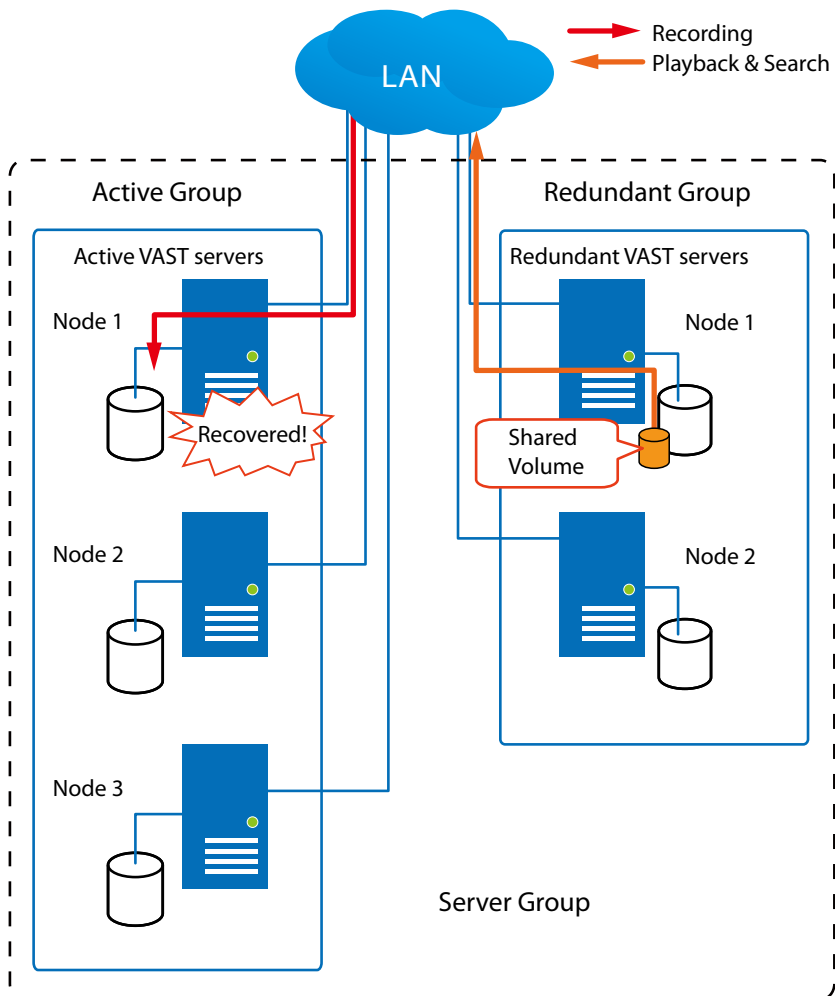 LAN
Recording
Playback & Search
Active Group
Redundant Group
Active VAST servers
Redundant VAST servers
Node 1
Node 1
Recovered!
Shared
Volume
Node 2
Node 2
Node 3
Server Group